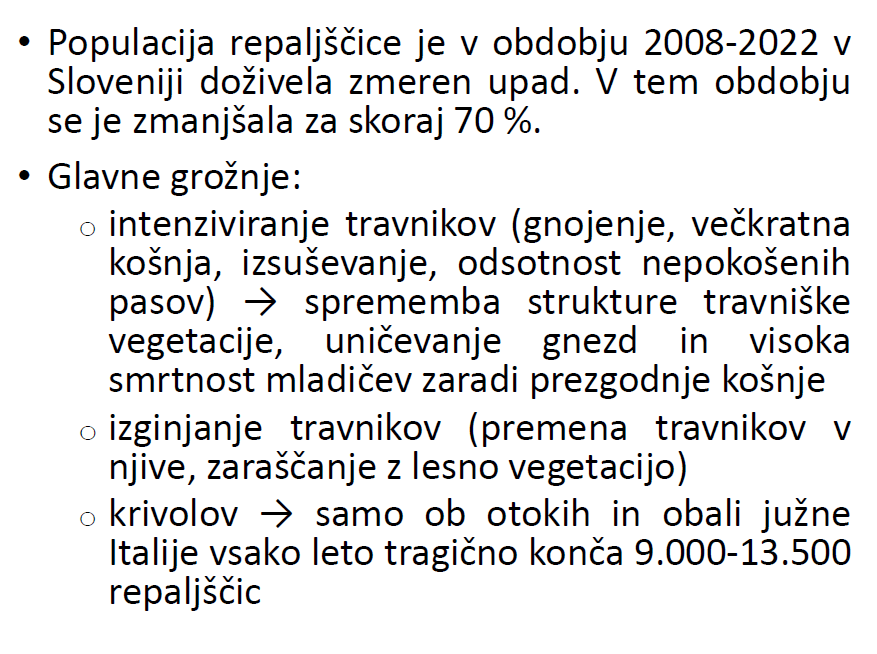 • Populacija repaljščice je v obdobju 2008-2022 v
Sloveniji doživela zmeren upad. V tem obdobju
se je zmanjšala za skoraj 70 %.
• Glavne grožnje:
○ intenziviranje travnikov (gnojenje, večkratna
košnja, izsuševanje, odsotnost nepokošenih
pasov) → sprememba strukture travniške
vegetacije, uničevanje gnezd in visoka
smrtnost mladičev zaradi prezgodnje košnje
○ izginjanje travnikov (premena travnikov v
njive, zaraščanje z lesno vegetacijo)
○ krivolov → samo ob otokih in obali južne
Italije vsako leto tragično konča 9.000-13.500
repaljščic